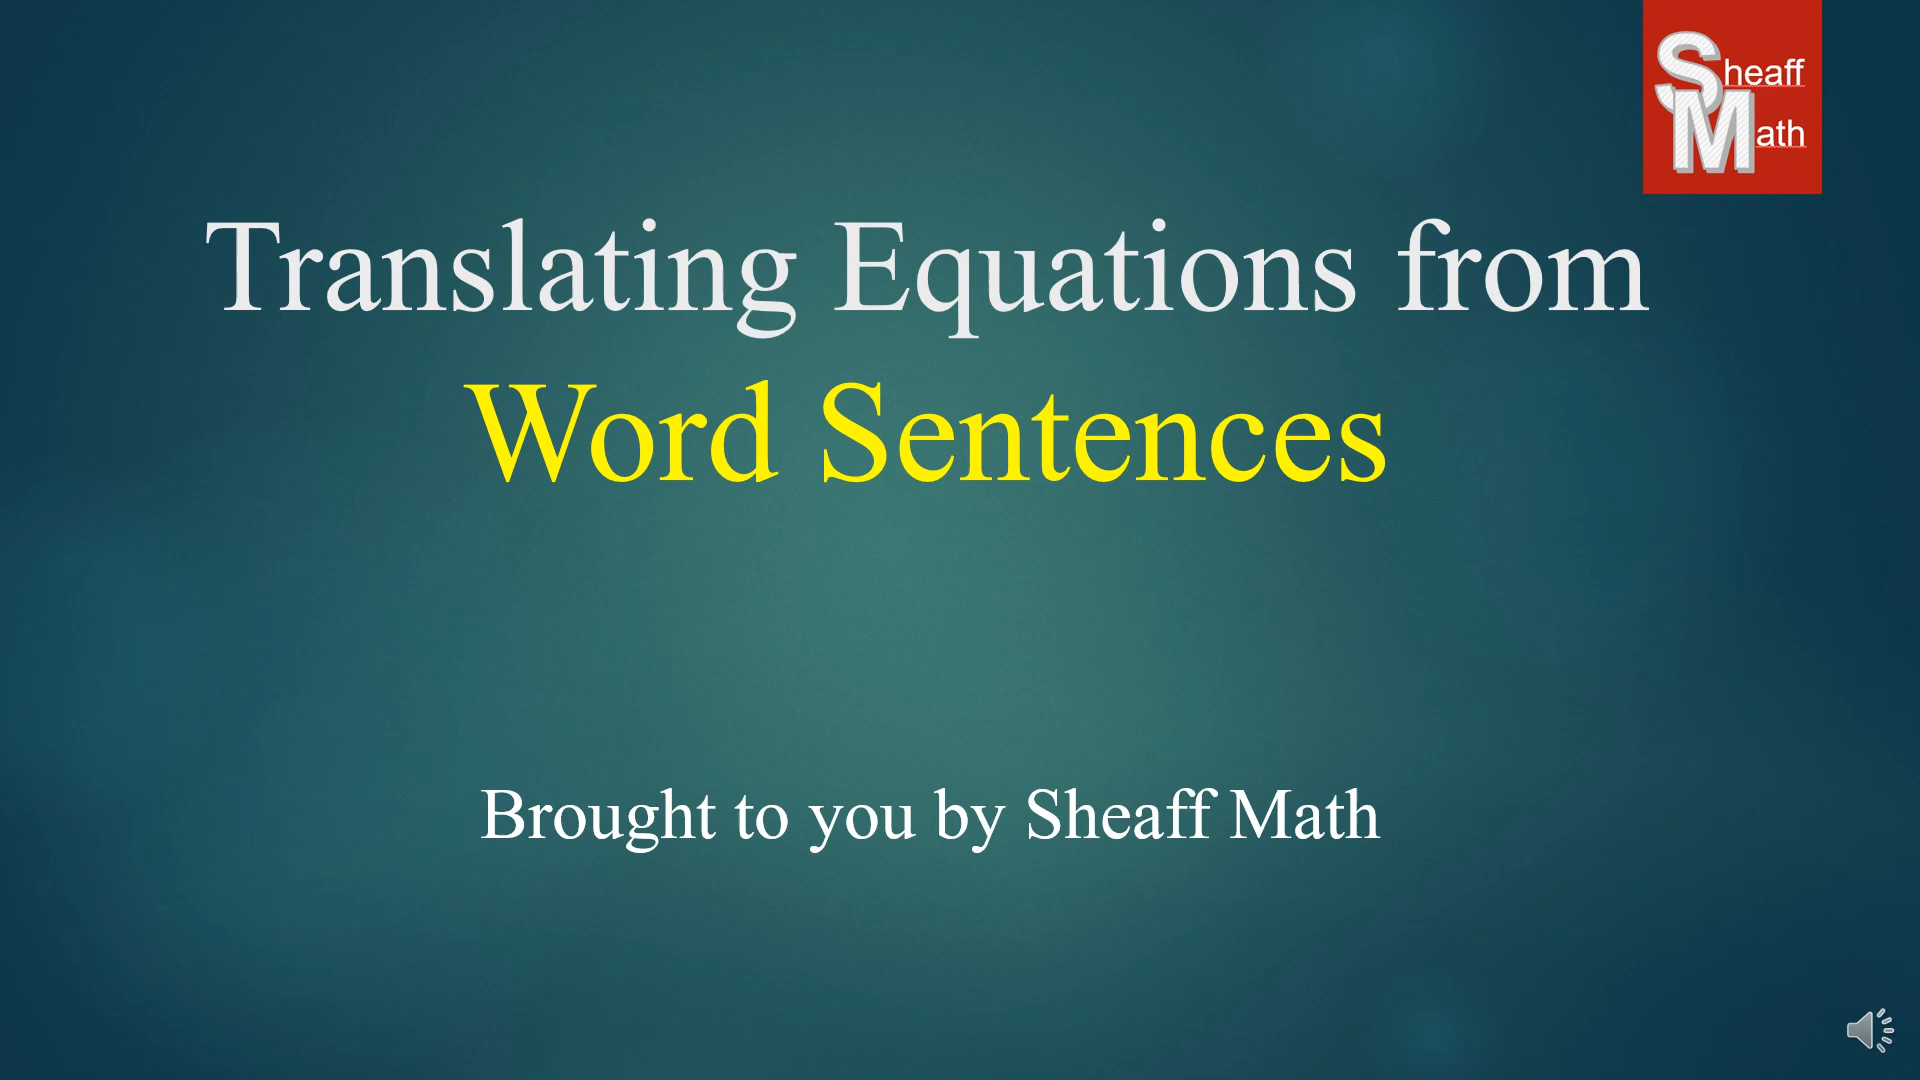 Sheaff
Math
Translating Equations from
Word Sentences
Brought to you by Sheaff Math